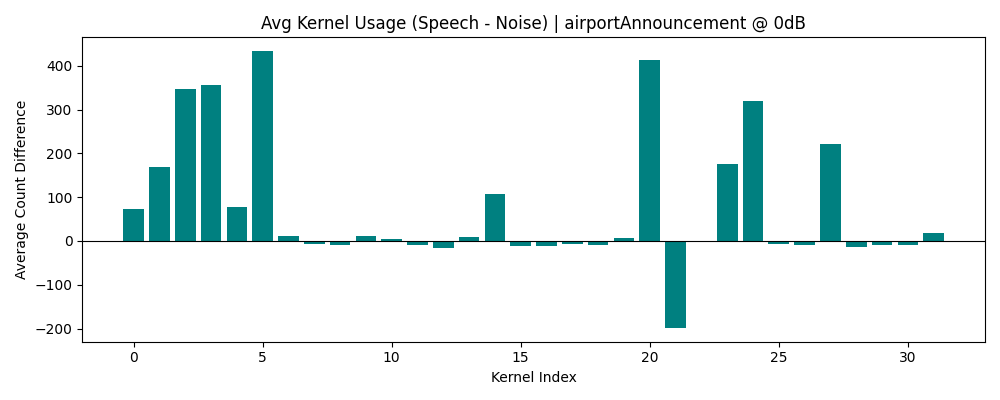 Avg Kernel Usage (Speech - Noise) | airportAnnouncement @ 0dB
Average Count Difference
400
300
200
100
0
−100
−200
0 5 10 15 20 25 30
Kernel Index